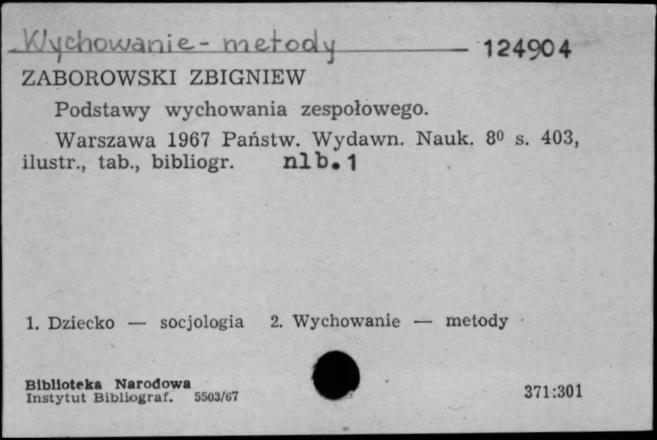 Wychowanie - metody 124904
ZABOROWSKI ZBIGNIEW
Podstawy wychowania zespołowego.
Warszawa 1967 Państw. Wydawn. Nauk. 8⁰ s. 403,
ilustr., tab., bibliogr. nlb. 1
1. Dziecko — socjologia 2. Wychowanie — metody
Biblioteka Narodowa
Instytut Bibliograf. 5503/67 371:301